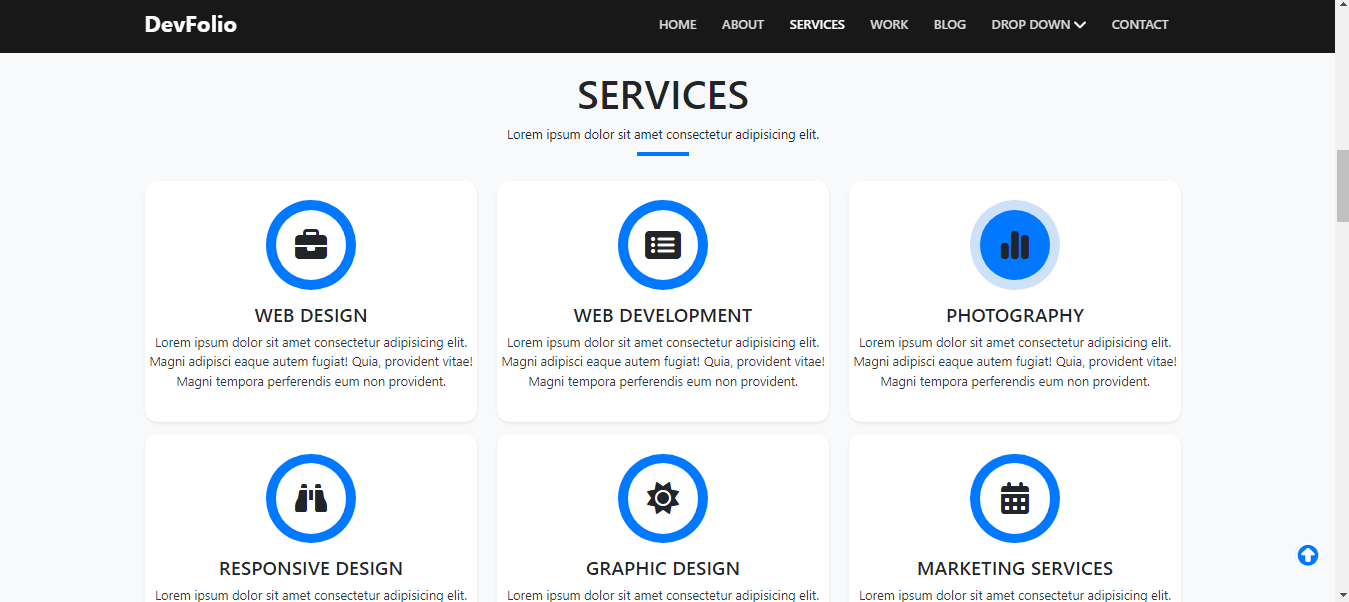 DevFolio HOME ABOUT SERVICES WORK BLOG DROP DOWN CONTACT
SERVICES
Lorem ipsum dolor sit amet consectetur adipisicing elit.
WEB DESIGN
Lorem ipsum dolor sit amet consectetur adipisicing elit.
Magni adipisci eaque autem fugiat! Quia, provident vitae!
Magni tempora perferendis eum non provident.
WEB DEVELOPMENT
Lorem ipsum dolor sit amet consectetur adipisicing elit.
Magni adipisci eaque autem fugiat! Quia, provident vitae!
Magni tempora perferendis eum non provident.
PHOTOGRAPHY
Lorem ipsum dolor sit amet consectetur adipisicing elit.
Magni adipisci eaque autem fugiat! Quia, provident vitae!
Magni tempora perferendis eum non provident.
RESPONSIVE DESIGN
Lorem ipsum dolor sit amet consectetur adipisicing elit.
GRAPHIC DESIGN
Lorem ipsum dolor sit amet consectetur adipisicing elit.
MARKETING SERVICES
Lorem ipsum dolor sit amet consectetur adipisicing elit.